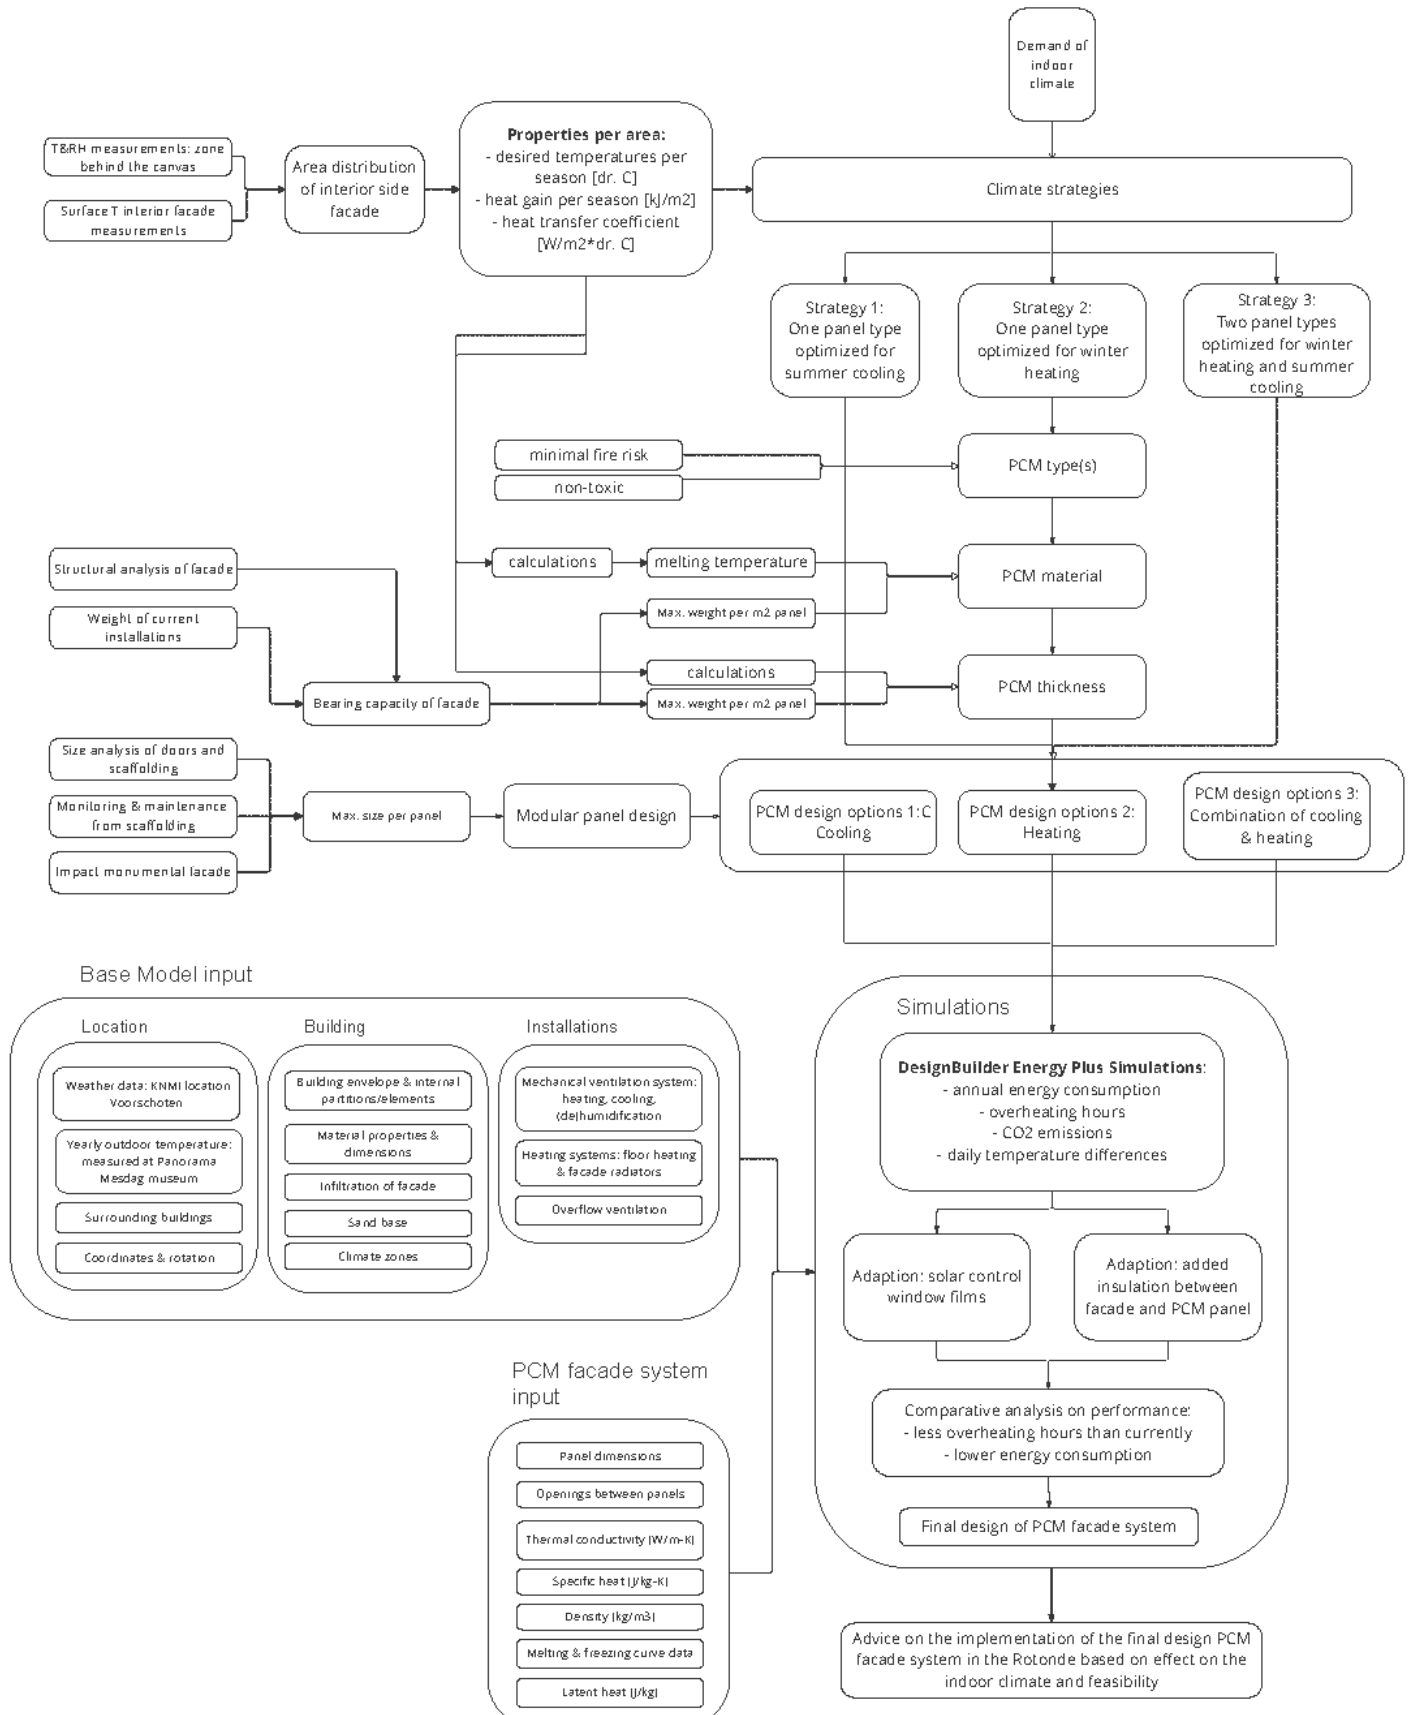 Demand of
indoor
climate
T&RH measurements: zone
behind the canvas
Surface T interior facade
measurements
Area distribution
of interior side
facade
Properties per area:
- desired temperatures per
season [dr. C]
- heat gain per season [kJ/m2]
- heat transfer coefficient
[W/m2*dr. C]
Climate strategies
Strategy 1:
One panel type
optimized for
summer cooling
Strategy 2:
One panel type
optimized for winter
heating
Strategy 3:
Two panel types
optimized for winter
heating and summer
cooling
minimal fire risk
non-toxic
PCM type(s)
Structural analysis of facade
Weight of current
installations
calculations
melting temperature
Max. weight per m2 panel
PCM material
calculations
Max. weight per m2 panel
PCM thickness
Bearing capacity of facade
Size analysis of doors and
scaffolding
Monitoring & maintenance
from scaffolding
Impact monumental facade
Max. size per panel
Modular panel design
PCM design options 1:C
Cooling
PCM design options 2:
Heating
PCM design options 3:
Combination of cooling
& heating
Base Model input
Location
Weather data: KNMI location
Voorschoten
Yearly outdoor temperature:
measured at Panorama
Mesdag museum
Surrounding buildings
Coordinates & rotation
Building
Building envelope & internal
partitions/elements
Material properties &
dimensions
Infiltration of facade
Sand base
Climate zones
Installations
Mechanical ventilation system:
heating, cooling,
(de)humidification
Heating systems: floor heating
& facade radiators
Overflow ventilation
PCM facade system
input
Panel dimensions
Openings between panels
Thermal conductivity (W/m-K)
Specific heat (J/kg-K)
Density (kg/m3)
Melting & freezing curve data
Latent heat (J/kg)
Simulations
DesignBuilder Energy Plus Simulations:
- annual energy consumption
- overheating hours
- CO2 emissions
- daily temperature differences
Adaption: solar control
window films
Adaption: added
insulation between
facade and PCM panel
Comparative analysis on performance:
- less overheating hours than currently
- lower energy consumption
Final design of PCM facade system
Advice on the implementation of the final design PCM
facade system in the Rotonde based on effect on the
indoor climate and feasibility